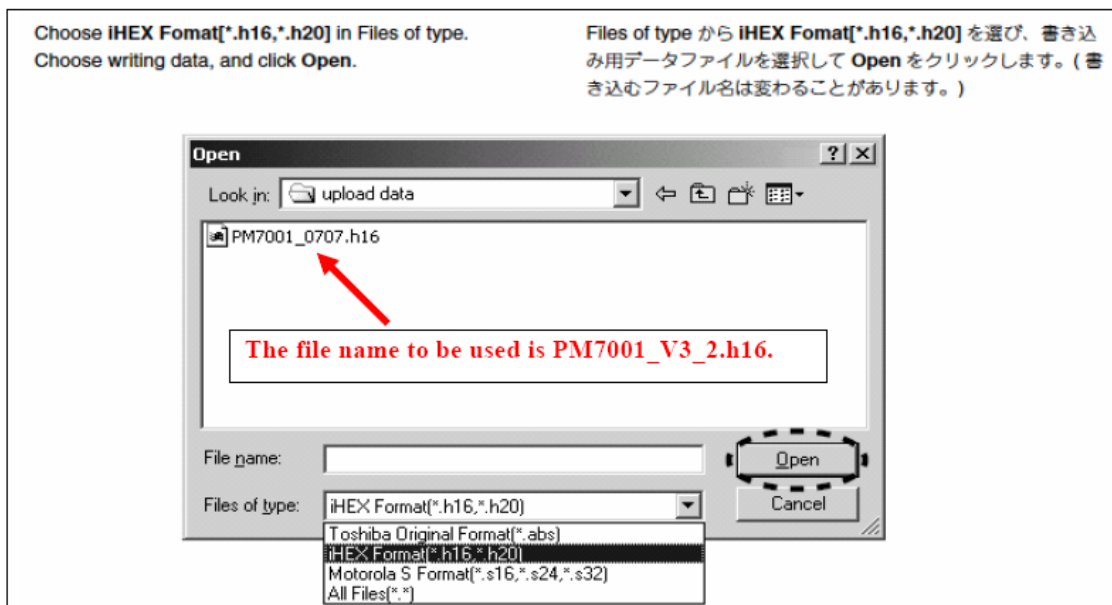 Choose iHEX Fomat[*.h16,*.h20] in Files of type.
Choose writing data, and click Open.
Files of type から iHEX Fomat[*.h16,*.h20] を選び、書き込
み用データファイルを選択して Open をクリックします。( 書
き込むファイル名は変わることがあります。)
Open
Look in: upload data
PM7001_0707.h16
The file name to be used is PM7001_V3_2.h16.
File name:
Open
Files of type: iHEX Format(*.h16,*.h20)
Cancel
Toshiba Original Format(*.abs)
iHEX Format(*.h16,*.h20)
Motorola S Format(*.s16,*.s24,*.s32)
All Files(*.*)